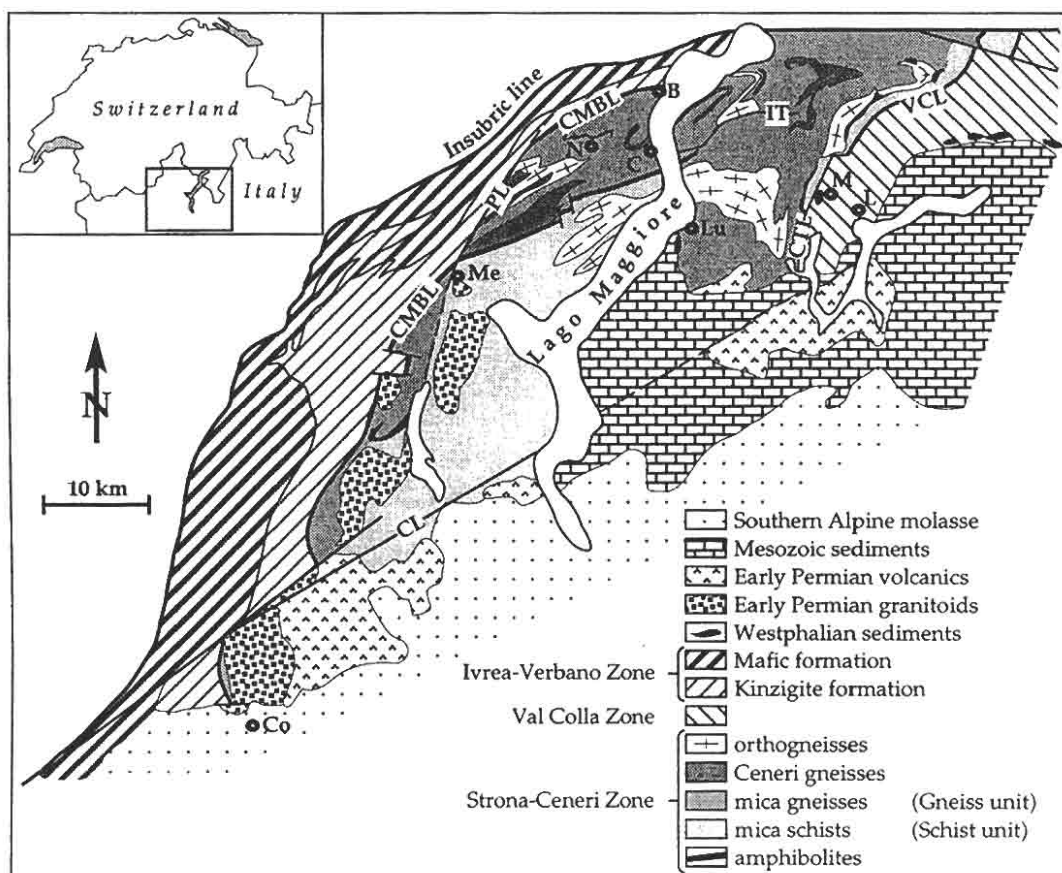 Switzerland
Italy
Insubric line
CMBL
B
IT
VCL
N
C
PL
M
L
Lu
Me
CMBL
Lago Maggiore
N
10 km
CL
Co
Southern Alpine molasse
Mesozoic sediments
Early Permian volcanics
Early Permian granitoids
Westphalian sediments
Ivrea-Verbano Zone
Mafic formation
Kinzigite formation
Val Colla Zone
Strona-Ceneri Zone
orthogneisses
Ceneri gneisses
mica gneisses (Gneiss unit)
mica schists (Schist unit)
amphibolites